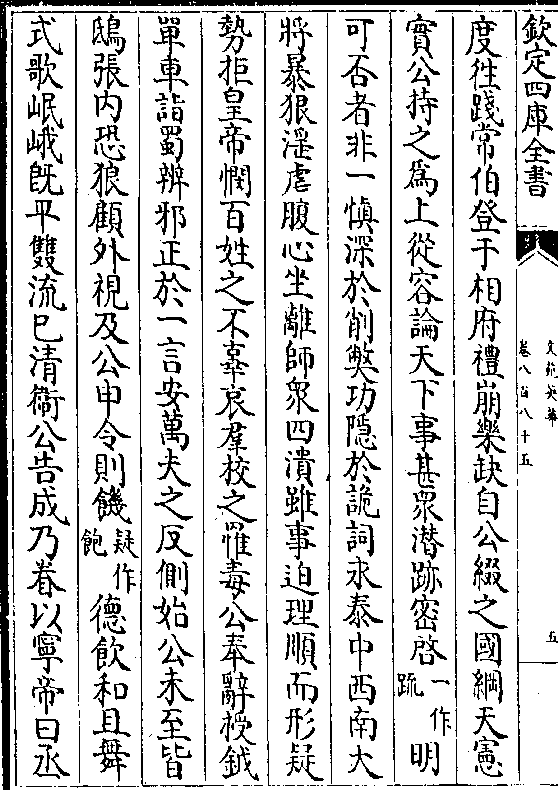 欽定四庫全書
文苑英華
卷八百八十五
五
度往踐常伯登于相府禮崩樂缺自公綴之國綱天憲
實公持之爲上從容論天下事甚衆潜跡密啓一作疏明
可否者非一慎深於削弊功隱於詭詞永泰中西南大
將暴狠淫虐腹心坐離師衆四潰雖事迫理順而形疑
勢拒皇帝憫百姓之不辜哀羣校之罹毒公奉辭授鉞
單車詣蜀辨邪正於一言安萬夫之反側始公未至皆
鴟張内恐狼顧外視及公申令則饑疑作飽德飲和且舞
式歌岷峨既平雙流已清衞公告成乃眷以寧帝曰丞